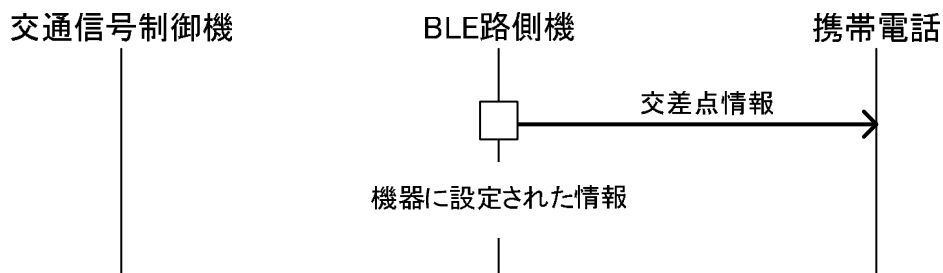 交通信号制御機
BLE路側機
携帯電話
交差点情報
機器に設定された情報